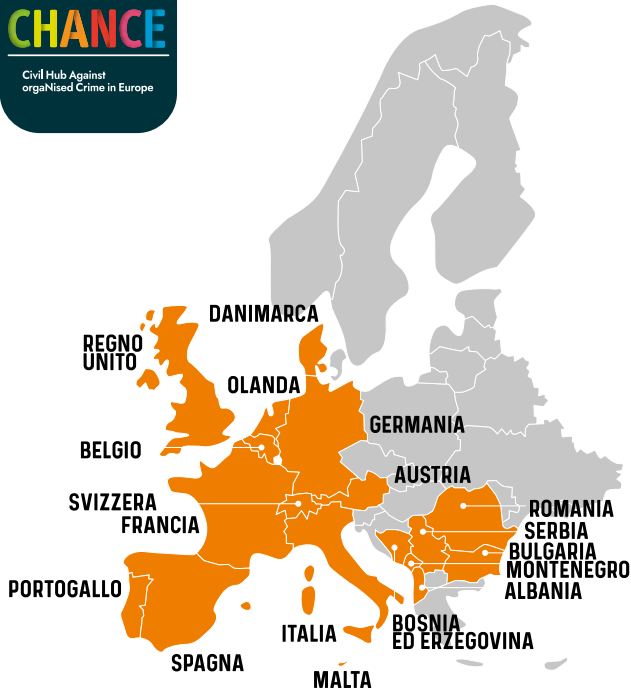 CHANCE
Civil Hub Against
orgaNised Crime in Europe
DANIMARCA
REGNO
UNITO
OLANDA
GERMANIA
BELGIO
AUSTRIA
SVIZZERA
FRANCIA
ROMANIA
SERBIA
BULGARIA
MONTENEGRO
ALBANIA
PORTOGALLO
BOSNIA
ED ERZEGOVINA
ITALIA
SPAGNA
MALTA